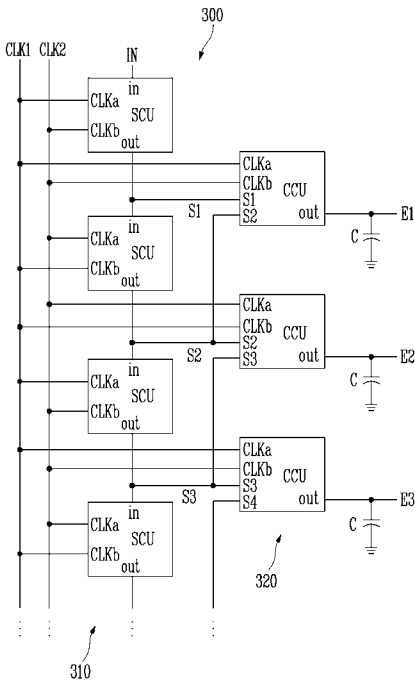 300
CLK1 CLK2 IN
in
CLKa
SCU
CLKb
out
CLKa
CLKb
CCU
S1
S2
out
E1
C
S1
in
CLKa
SCU
CLKb
out
CLKa
CLKb
CCU
S2
S3
out
E2
C
S2
in
CLKa
SCU
CLKb
out
CLKa
CLKb
CCU
S3
S4
out
E3
C
S3
in
CLKa
SCU
CLKb
out
320
310